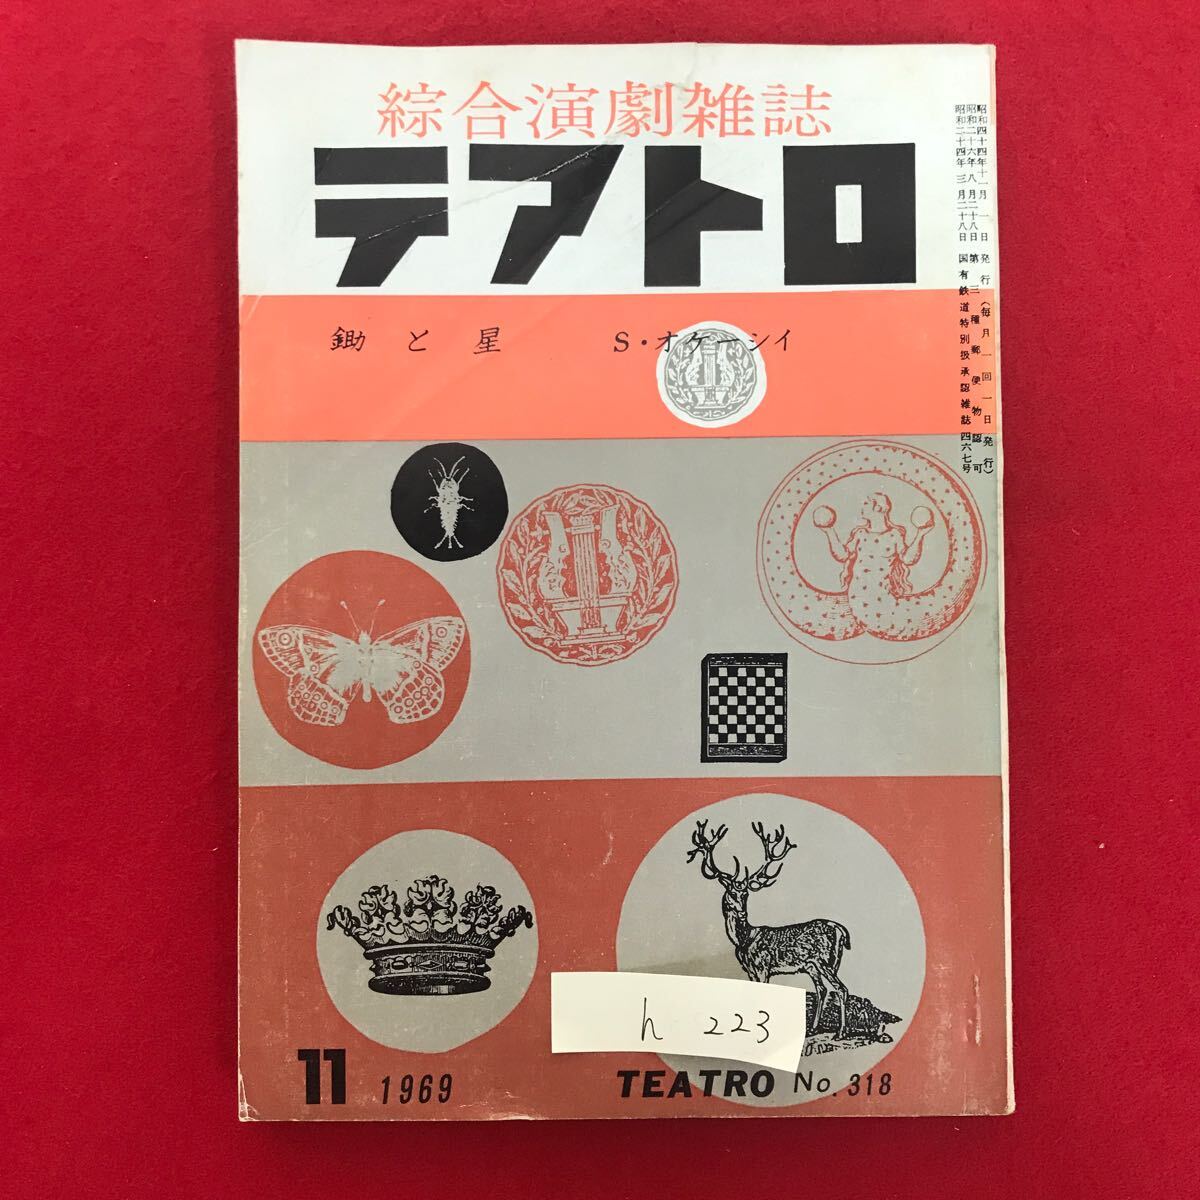 綜合演劇雑誌
テアトロ
鋤と星 S・オケーシイ
昭和四十四年十一月一日発行(毎月一回一日発行)
昭和二十六年八月二十八日第三種郵便物認可
昭和二十四年三月二十八日国有鉄道特別扱承認雑誌四六七号
h 223
11 1969
TEATRO No. 318